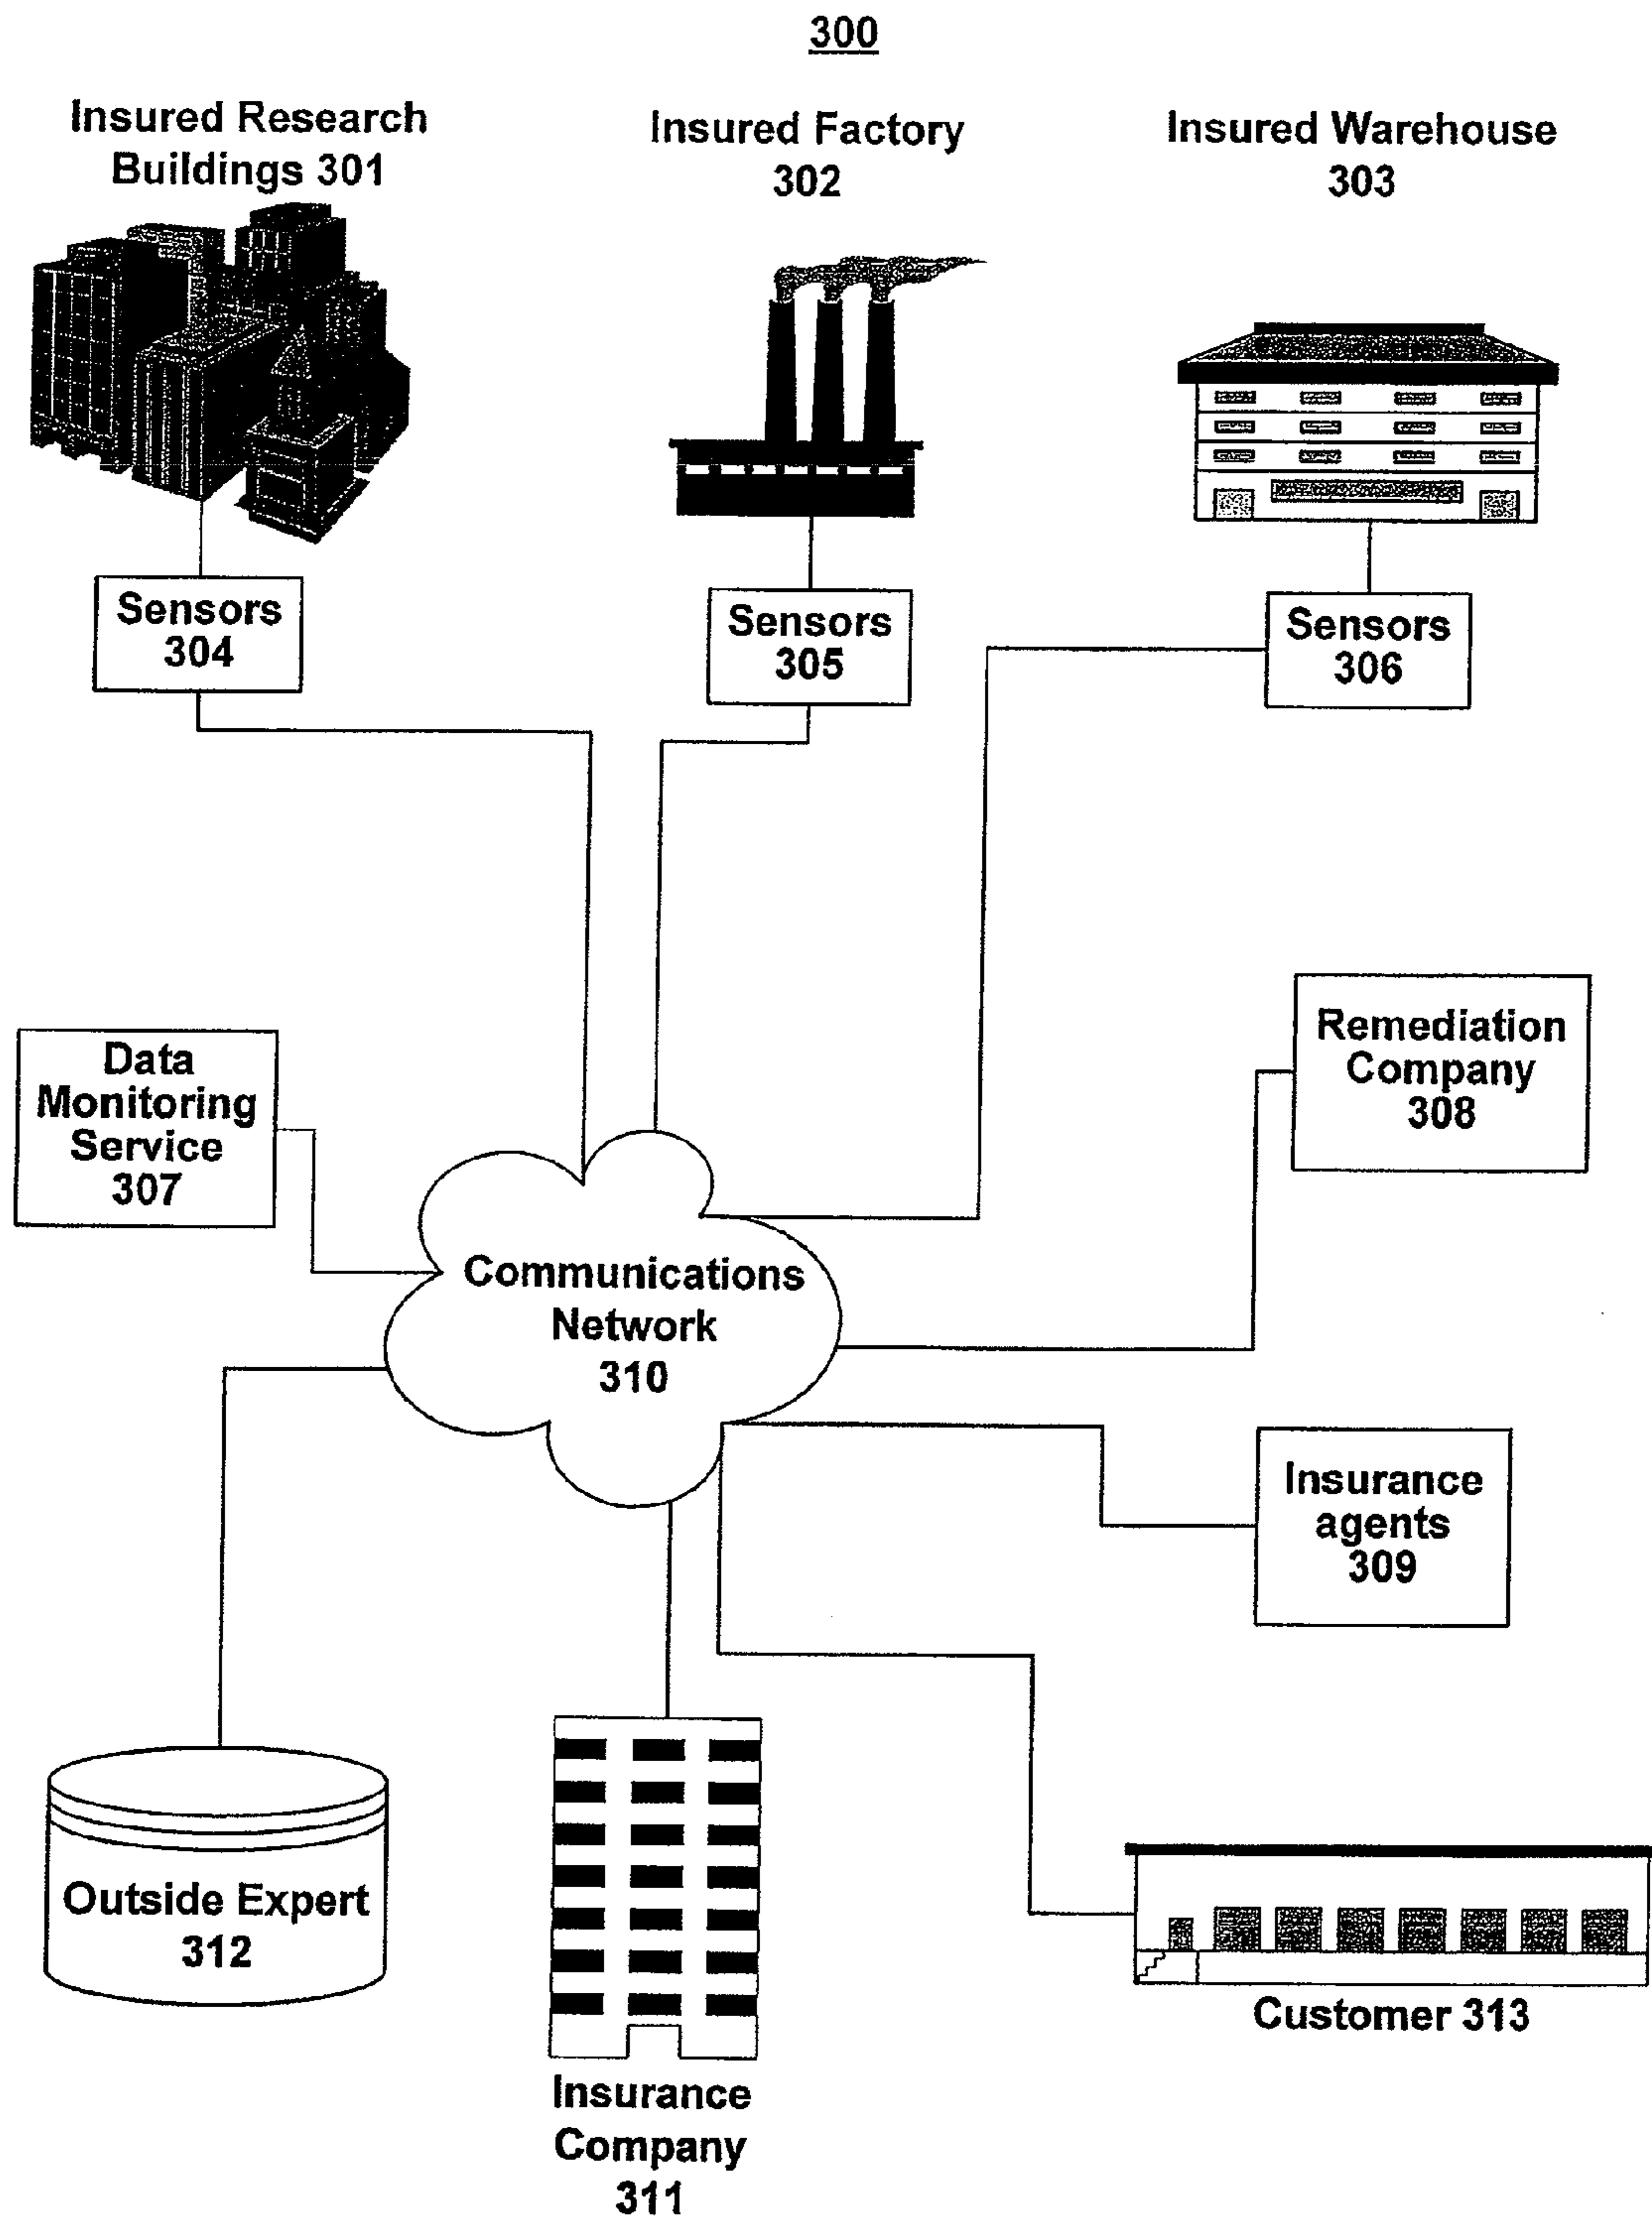 300
Insured Research
Buildings 301
Insured Factory
302
Insured Warehouse
303
Sensors
304
Sensors
305
Sensors
306
Data
Monitoring
Service
307
Remediation
Company
308
Communications
Network
310
Insurance
agents
309
Outside Expert
312
Insurance
Company
311
Customer 313